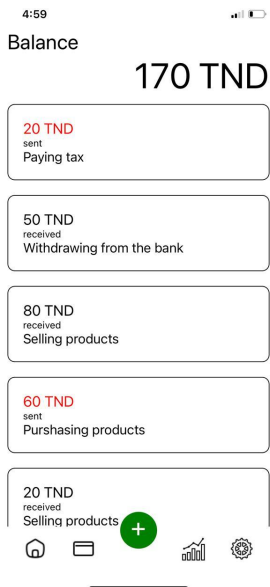 4:59
Balance
170 TND
20 TND
sent
Paying tax
50 TND
received
Withdrawing from the bank
80 TND
received
Selling products
60 TND
sent
Purshasing products
20 TND
received
Selling products